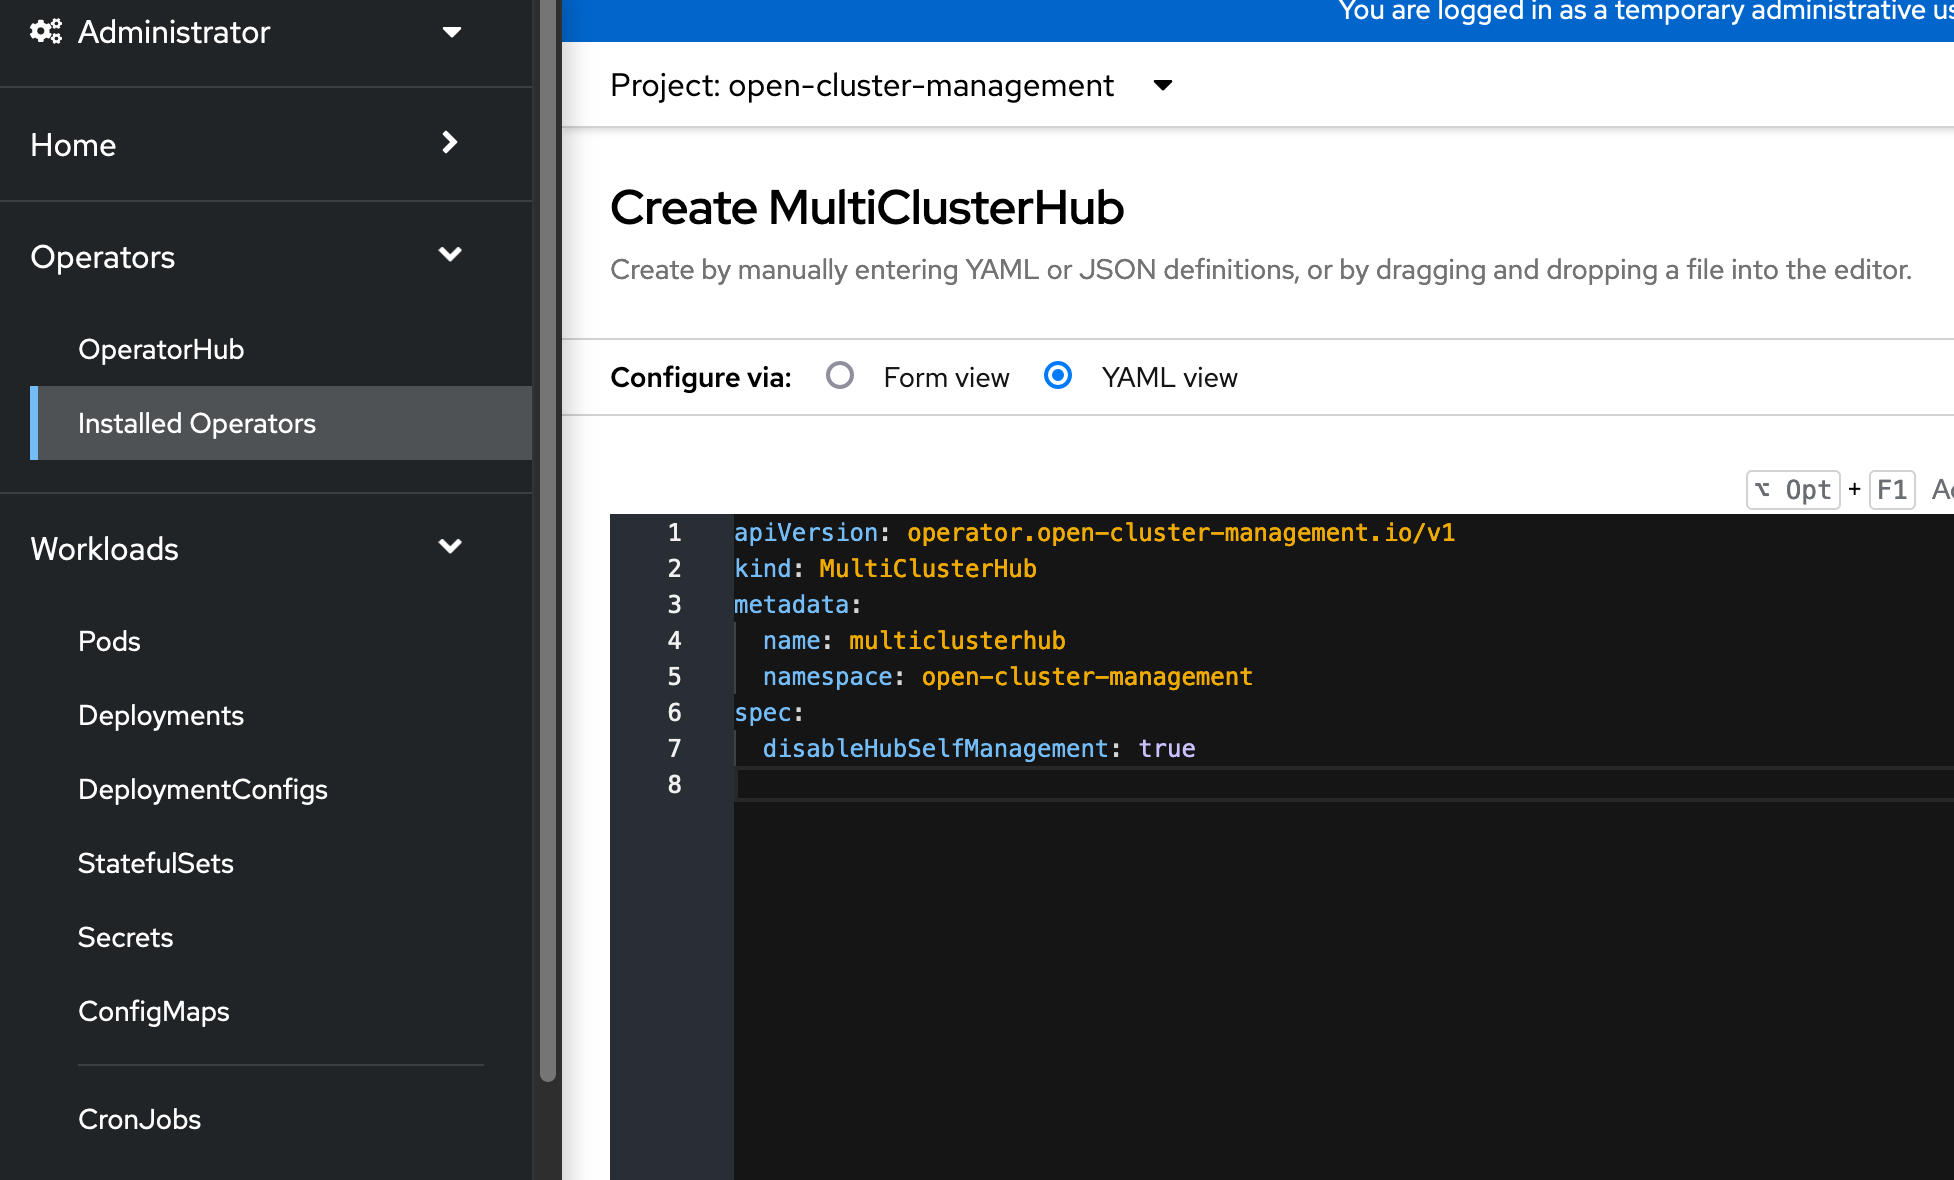 Administrator
Home
Operators
OperatorHub
Installed Operators
Workloads
Pods
Deployments
DeploymentConfigs
StatefulSets
Secrets
ConfigMaps
CronJobs
You are logged in as a temporary administrative
Project: open-cluster-management
Create MultiClusterHub
Create by manually entering YAML or JSON definitions, or by dragging and dropping a file into the editor.
Configure via: Form view YAML view
⌥ Opt + F1
1 apiVersion: operator.open-cluster-management.io/v1
2 kind: MultiClusterHub
3 metadata:
4 name: multiclusterhub
5 namespace: open-cluster-management
6 spec:
7 disableHubSelfManagement: true
8